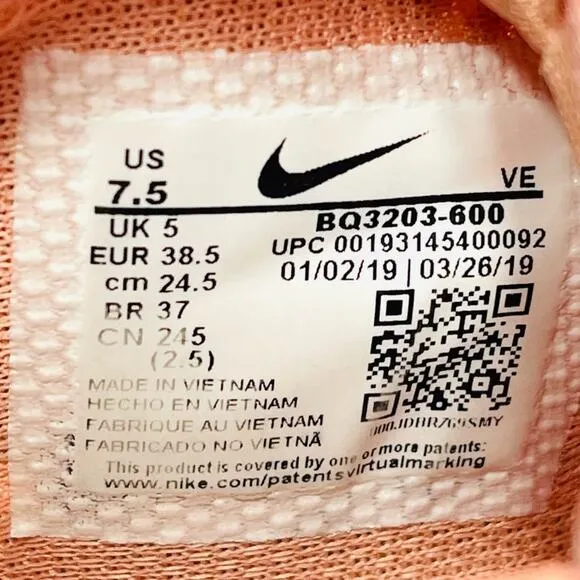 US
7.5
VE
UK 5
BQ3203-600
EUR 38.5
UPC 00193145400092
cm 24.5
01/02/19 | 03/26/19
BR 37
CN 245
(2.5)
MADE IN VIETNAM
HECHO EN VIETNAM
FABRIQUE AU VIETNAM
FABRICADO NO VIETNÃ
This product is covered by one or more patents:
www.nike.com/patentsvirtualmarking